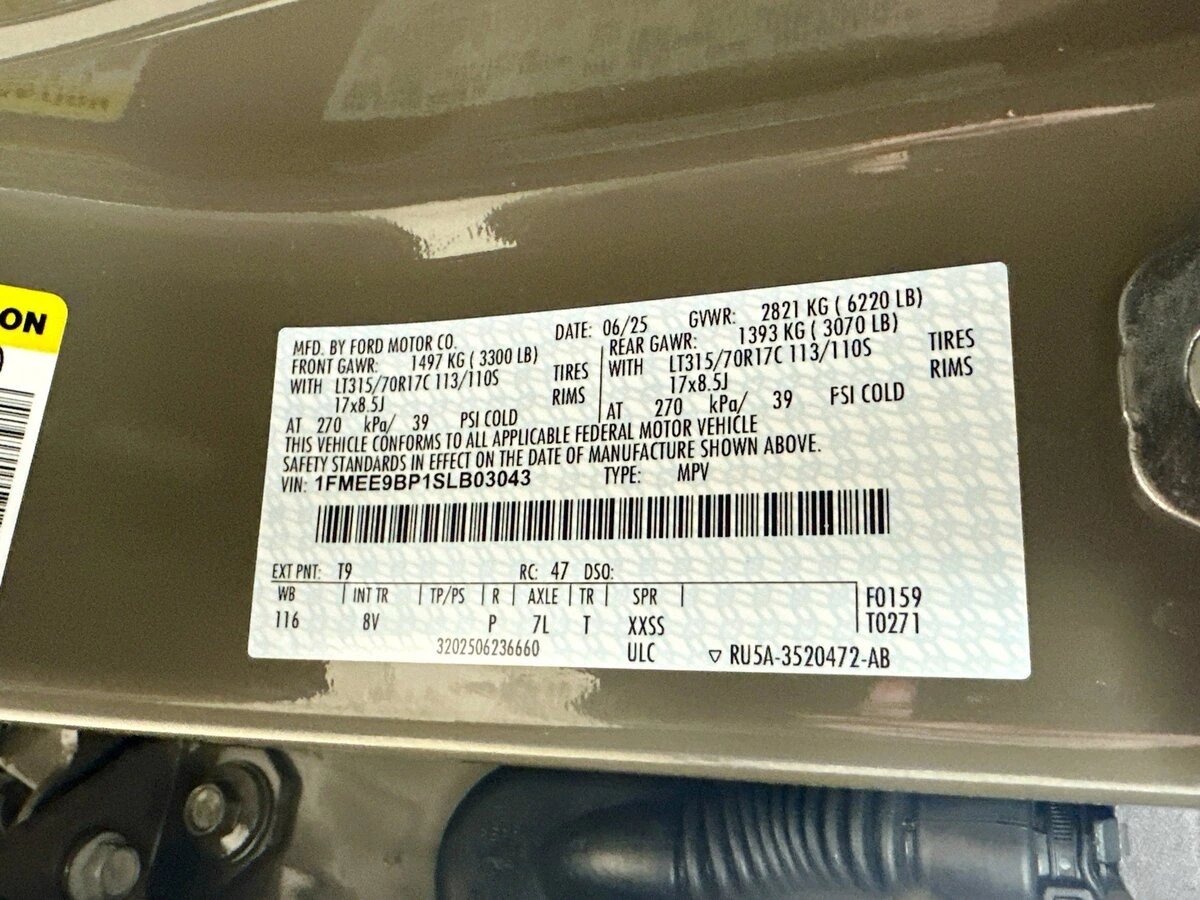 ON
MFD. BY FORD MOTOR CO. DATE: 06/25 GVWR: 2821 KG ( 6220 LB)
FRONT GAWR: 1497 KG ( 3300 LB) REAR GAWR: 1393 KG ( 3070 LB)
WITH LT315/70R17C 113/110S TIRES WITH LT315/70R17C 113/110S TIRES
17x8.5J RIMS 17x8.5J RIMS
AT 270 kPa/ 39 PSI COLD AT 270 kPa/ 39 PSI COLD
THIS VEHICLE CONFORMS TO ALL APPLICABLE FEDERAL MOTOR VEHICLE
SAFETY STANDARDS IN EFFECT ON THE DATE OF MANUFACTURE SHOWN ABOVE.
VIN: 1FMEE9BP1SLB03043 TYPE: MPV
EXT PNT: T9 RC: 47 DSO:
WB INT TR TP/PS R AXLE TR SPR F0159
116 8V P 7L T XXSS T0271
3202506236660 ULC ▽ RU5A-3520472-AB